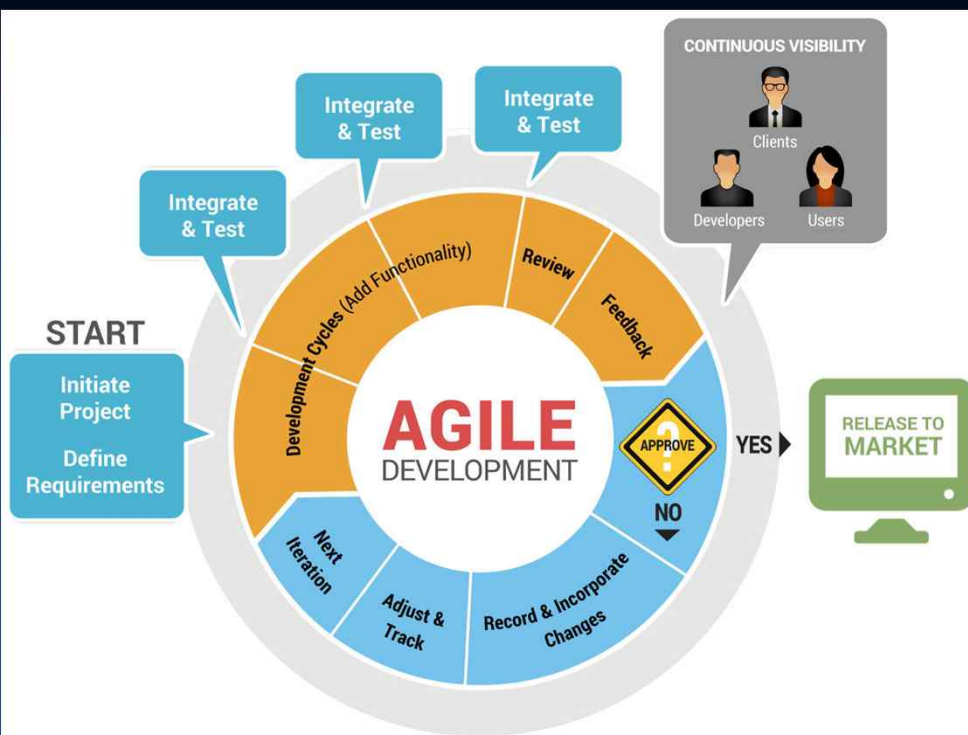 CONTINUOUS VISIBILITY
Clients
Developers
Users
Integrate
& Test
Integrate
& Test
Integrate
& Test
START
Initiate
Project
Define
Requirements
Development Cycles (Add Functionality)
Review
Feedback
AGILE
DEVELOPMENT
?
APPROVE
YES
NO
RELEASE TO
MARKET
Record & Incorporate
Changes
Adjust &
Track
Next
Iteration